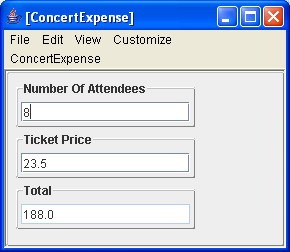 [ConcertExpense]
File Edit View Customize
ConcertExpense
Number Of Attendees
8
Ticket Price
23.5
Total
188.0